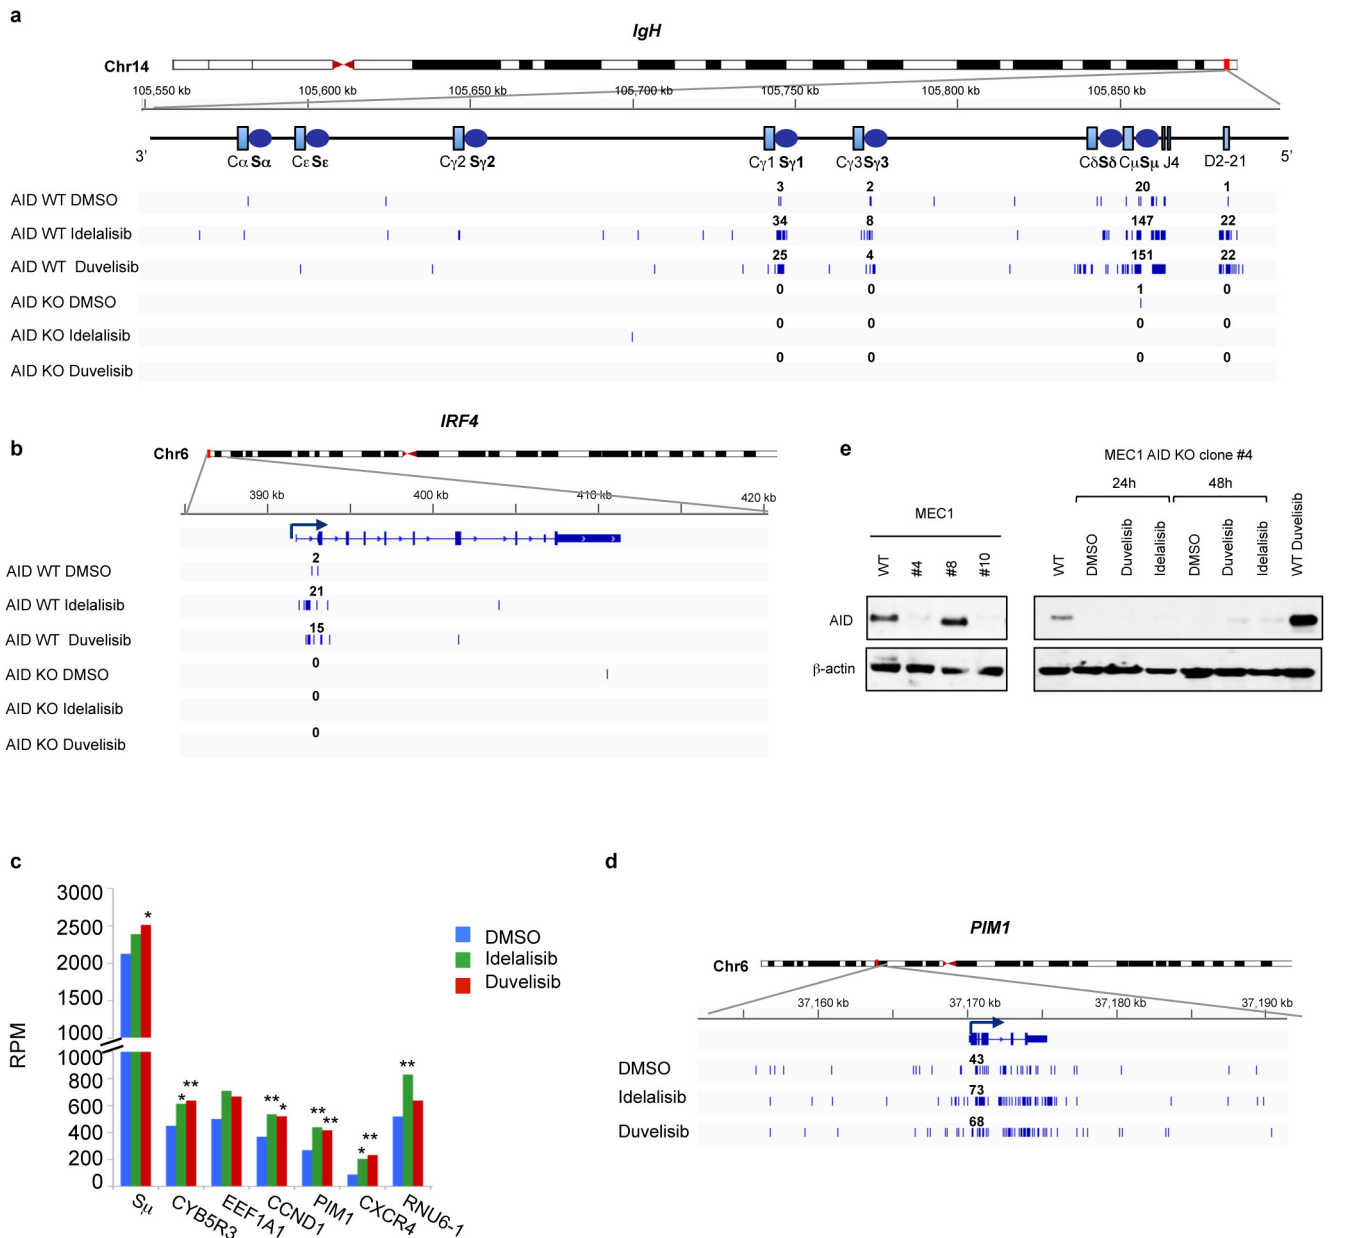 a
IgH
Chr14
105,550 kb 105,600 kb 105,650 kb 105,700 kb 105,750 kb 105,800 kb 105,850 kb
3’ 5’
Cα Sα Cε Sε Cγ2 Sγ2 Cγ1 Sγ1 Cγ3 Sγ3 Cδ Sδ Cμ Sμ J4 D2-21
3 2 20 1
AID WT DMSO
34 8 147 22
AID WT Idelalisib
25 4 151 22
AID WT Duvelisib
0 0 1 0
AID KO DMSO
0 0 0 0
AID KO Idelalisib
0 0 0 0
AID KO Duvelisib
b
IRF4
Chr6
390 kb 400 kb 410 kb 420 kb
2
AID WT DMSO
21
AID WT Idelalisib
15
AID WT Duvelisib
0
AID KO DMSO
0
AID KO Idelalisib
0
AID KO Duvelisib
e
MEC1 AID KO clone #4
24h 48h
MEC1
WT #4 #8 #10
WT DMSO Duvelisib Idelalisib DMSO Duvelisib Idelalisib WT Duvelisib
AID
β-actin
c
RPM
3000
2500
2000
1500
1000
1000
800
600
400
200
0
*
* **
** *
** **
* **
**
Sμ CYB5R3 EEF1A1 CCND1 PIM1 CXCR4 RNU6-1
DMSO
Idelalisib
Duvelisib
d
PIM1
Chr6
37,160 kb 37,170 kb 37,180 kb 37,190 kb
43
DMSO
73
Idelalisib
68
Duvelisib